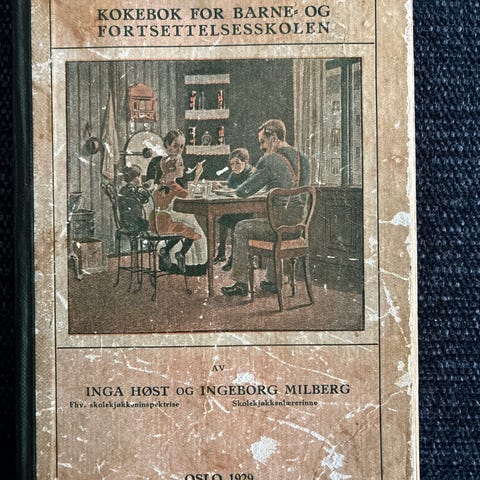 KOKEBOK FOR BARNE- OG
FORTSETTELSESSKOLEN
AV
INGA HØST OG INGEBORG MILBERG
Fhv. skolekjøkkeninspektrise Skolekjøkkenlærerinne
OSLO 1929